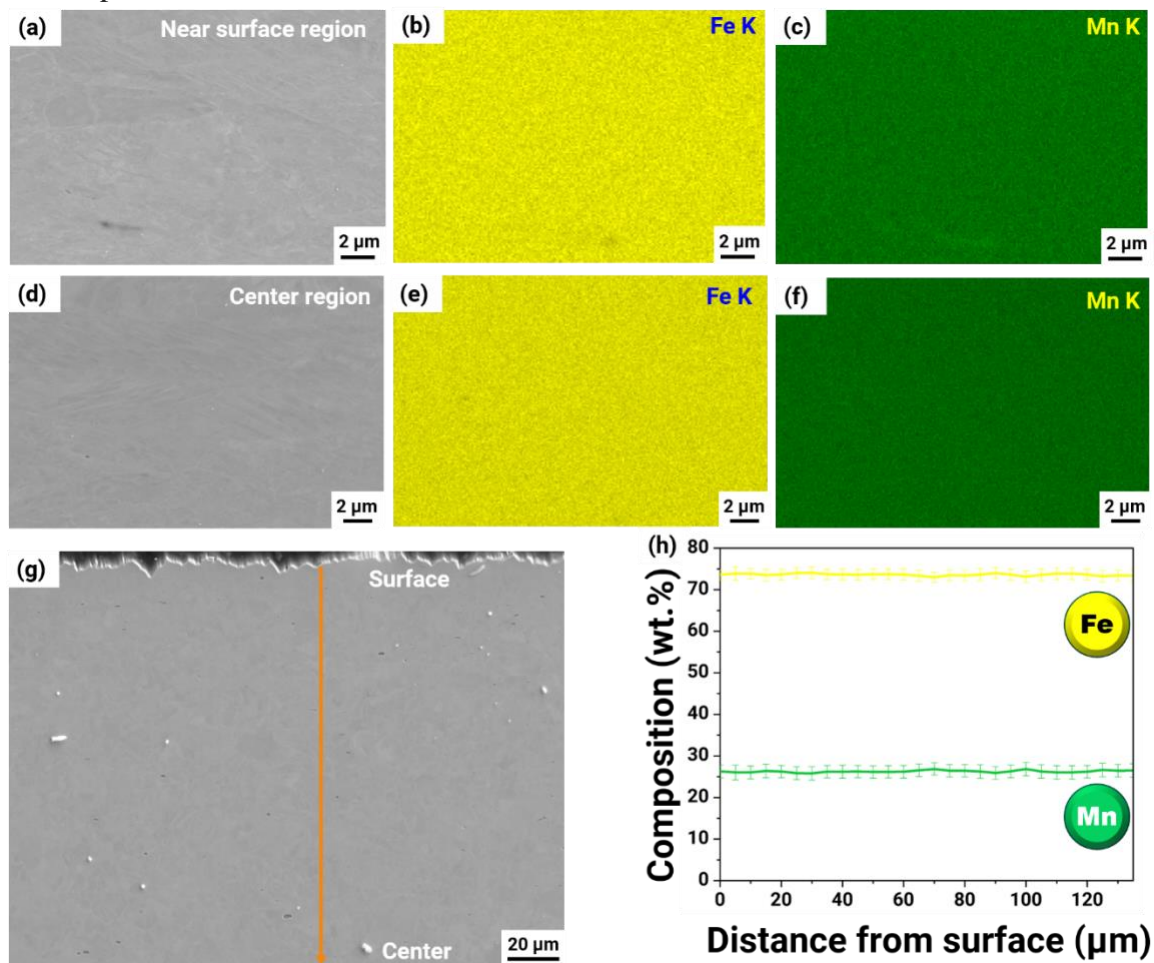 (a) Near surface region
2 µm
(b) Fe K
2 µm
(c) Mn K
2 µm
(d) Center region
2 µm
(e) Fe K
2 µm
(f) Mn K
2 µm
(g)
Surface
Center
20 µm
(h)
Composition (wt.%)
80
70
60
50
40
30
20
10
0
Fe
Mn
0 20 40 60 80 100 120
Distance from surface (µm)